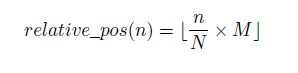 relative_pos(n) = ⌊n/N × M⌋